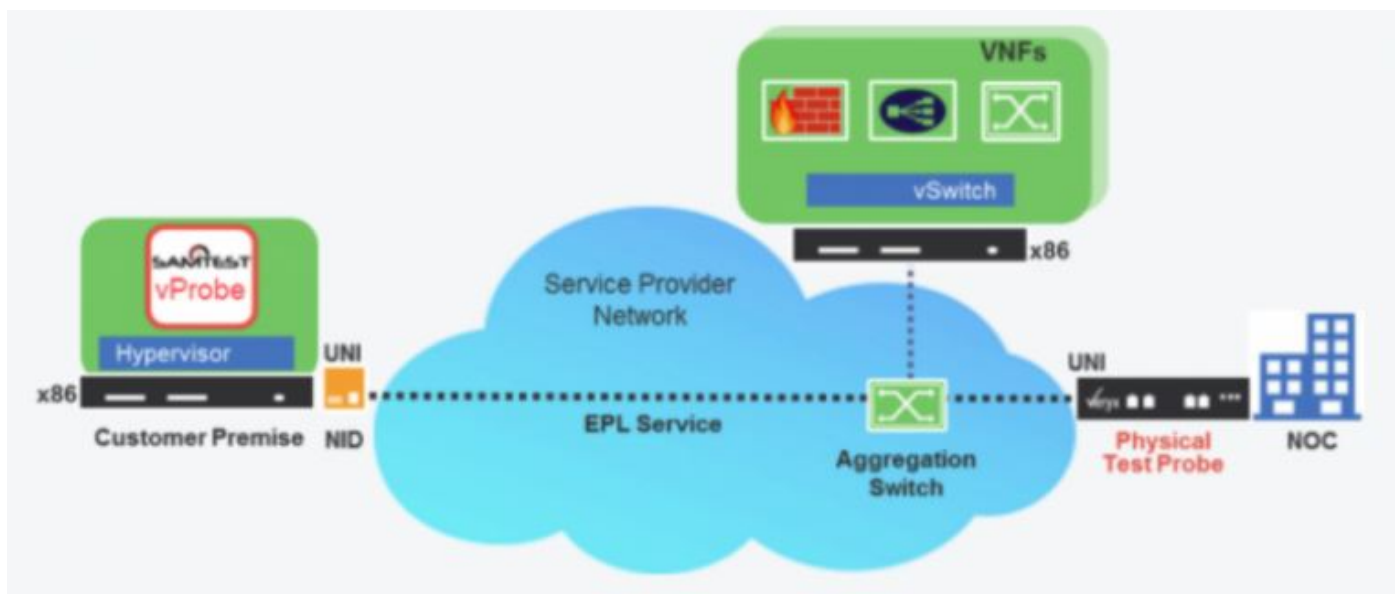 VNFs
vSwitch
x86
SAMTEST
vProbe
Hypervisor
x86
UNI
Customer Premise
NID
Service Provider
Network
EPL Service
Aggregation
Switch
UNI
Physical
Test Probe
NOC